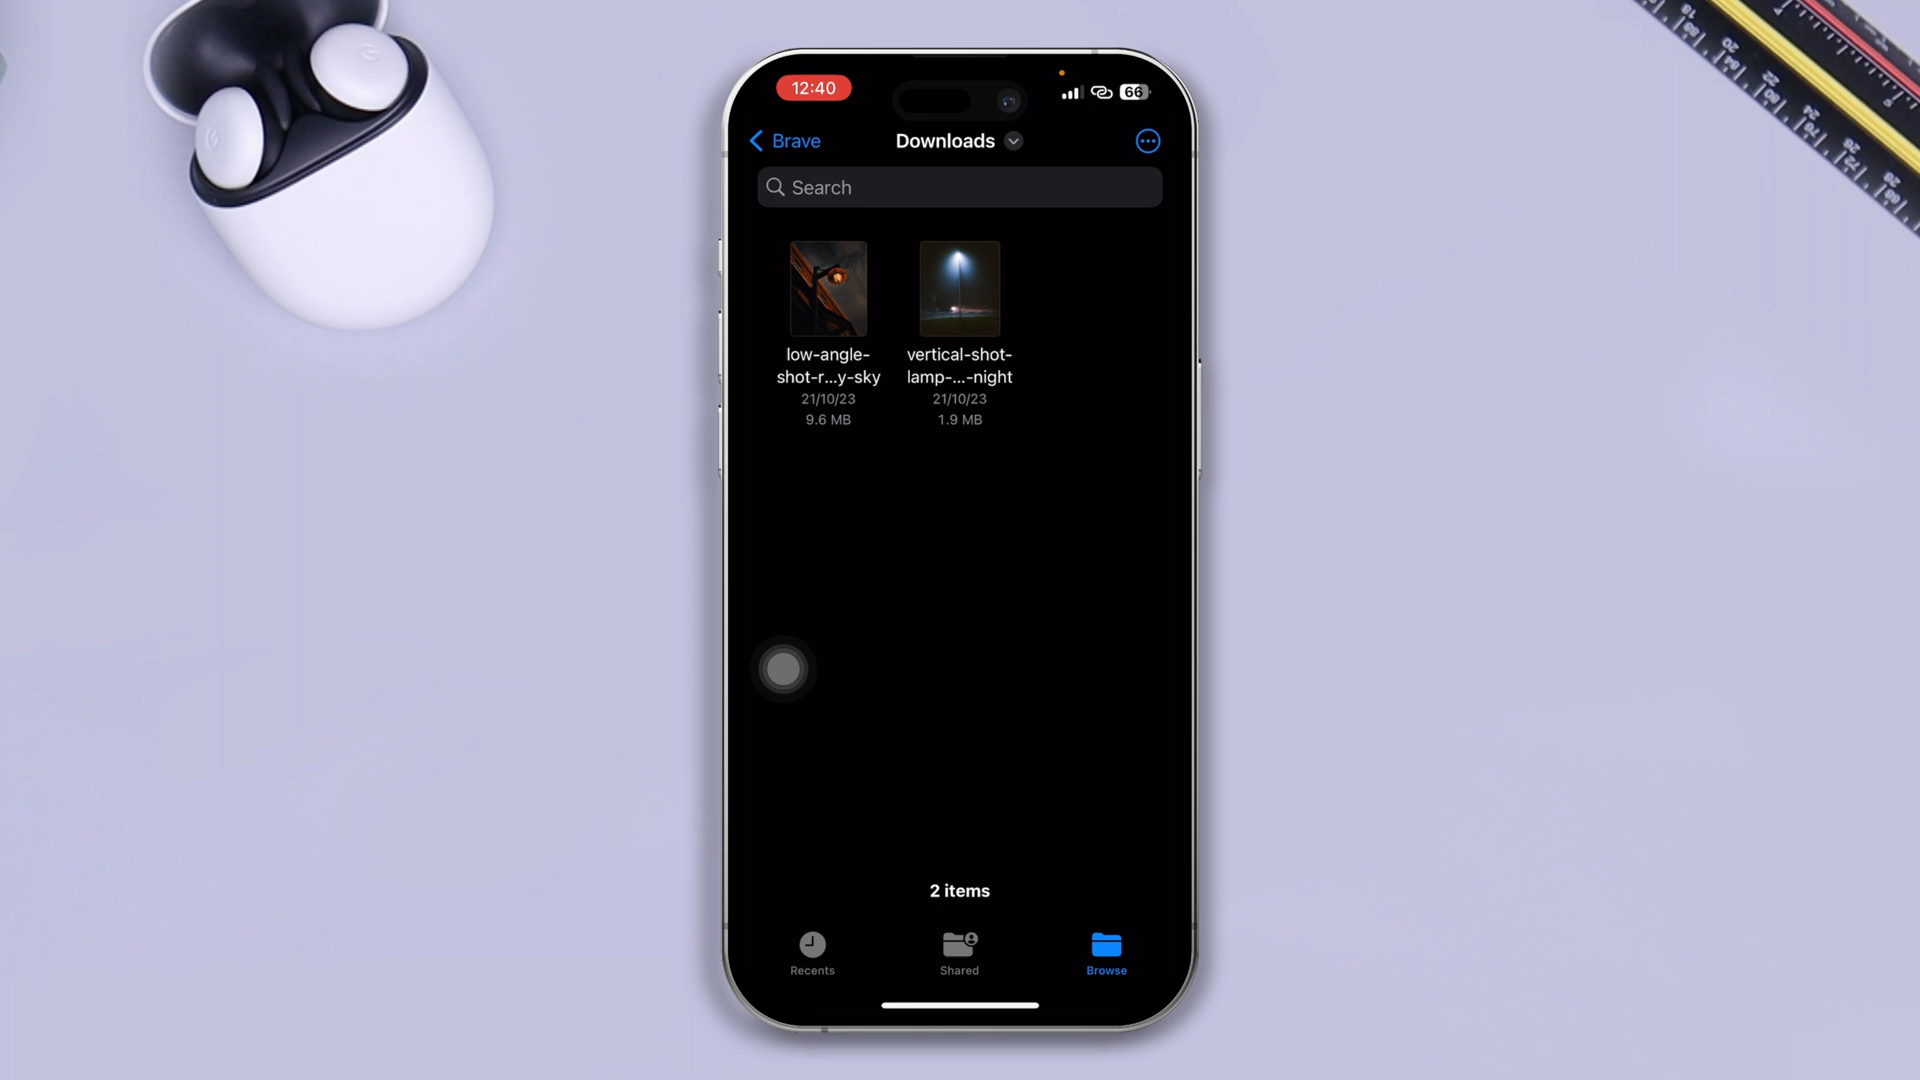 12:40
66
Brave
Downloads
Search
low-angle-
shot-r...y-sky
21/10/23
9.6 MB
vertical-shot-
lamp-...-night
21/10/23
1.9 MB
2 items
Recents
Shared
Browse